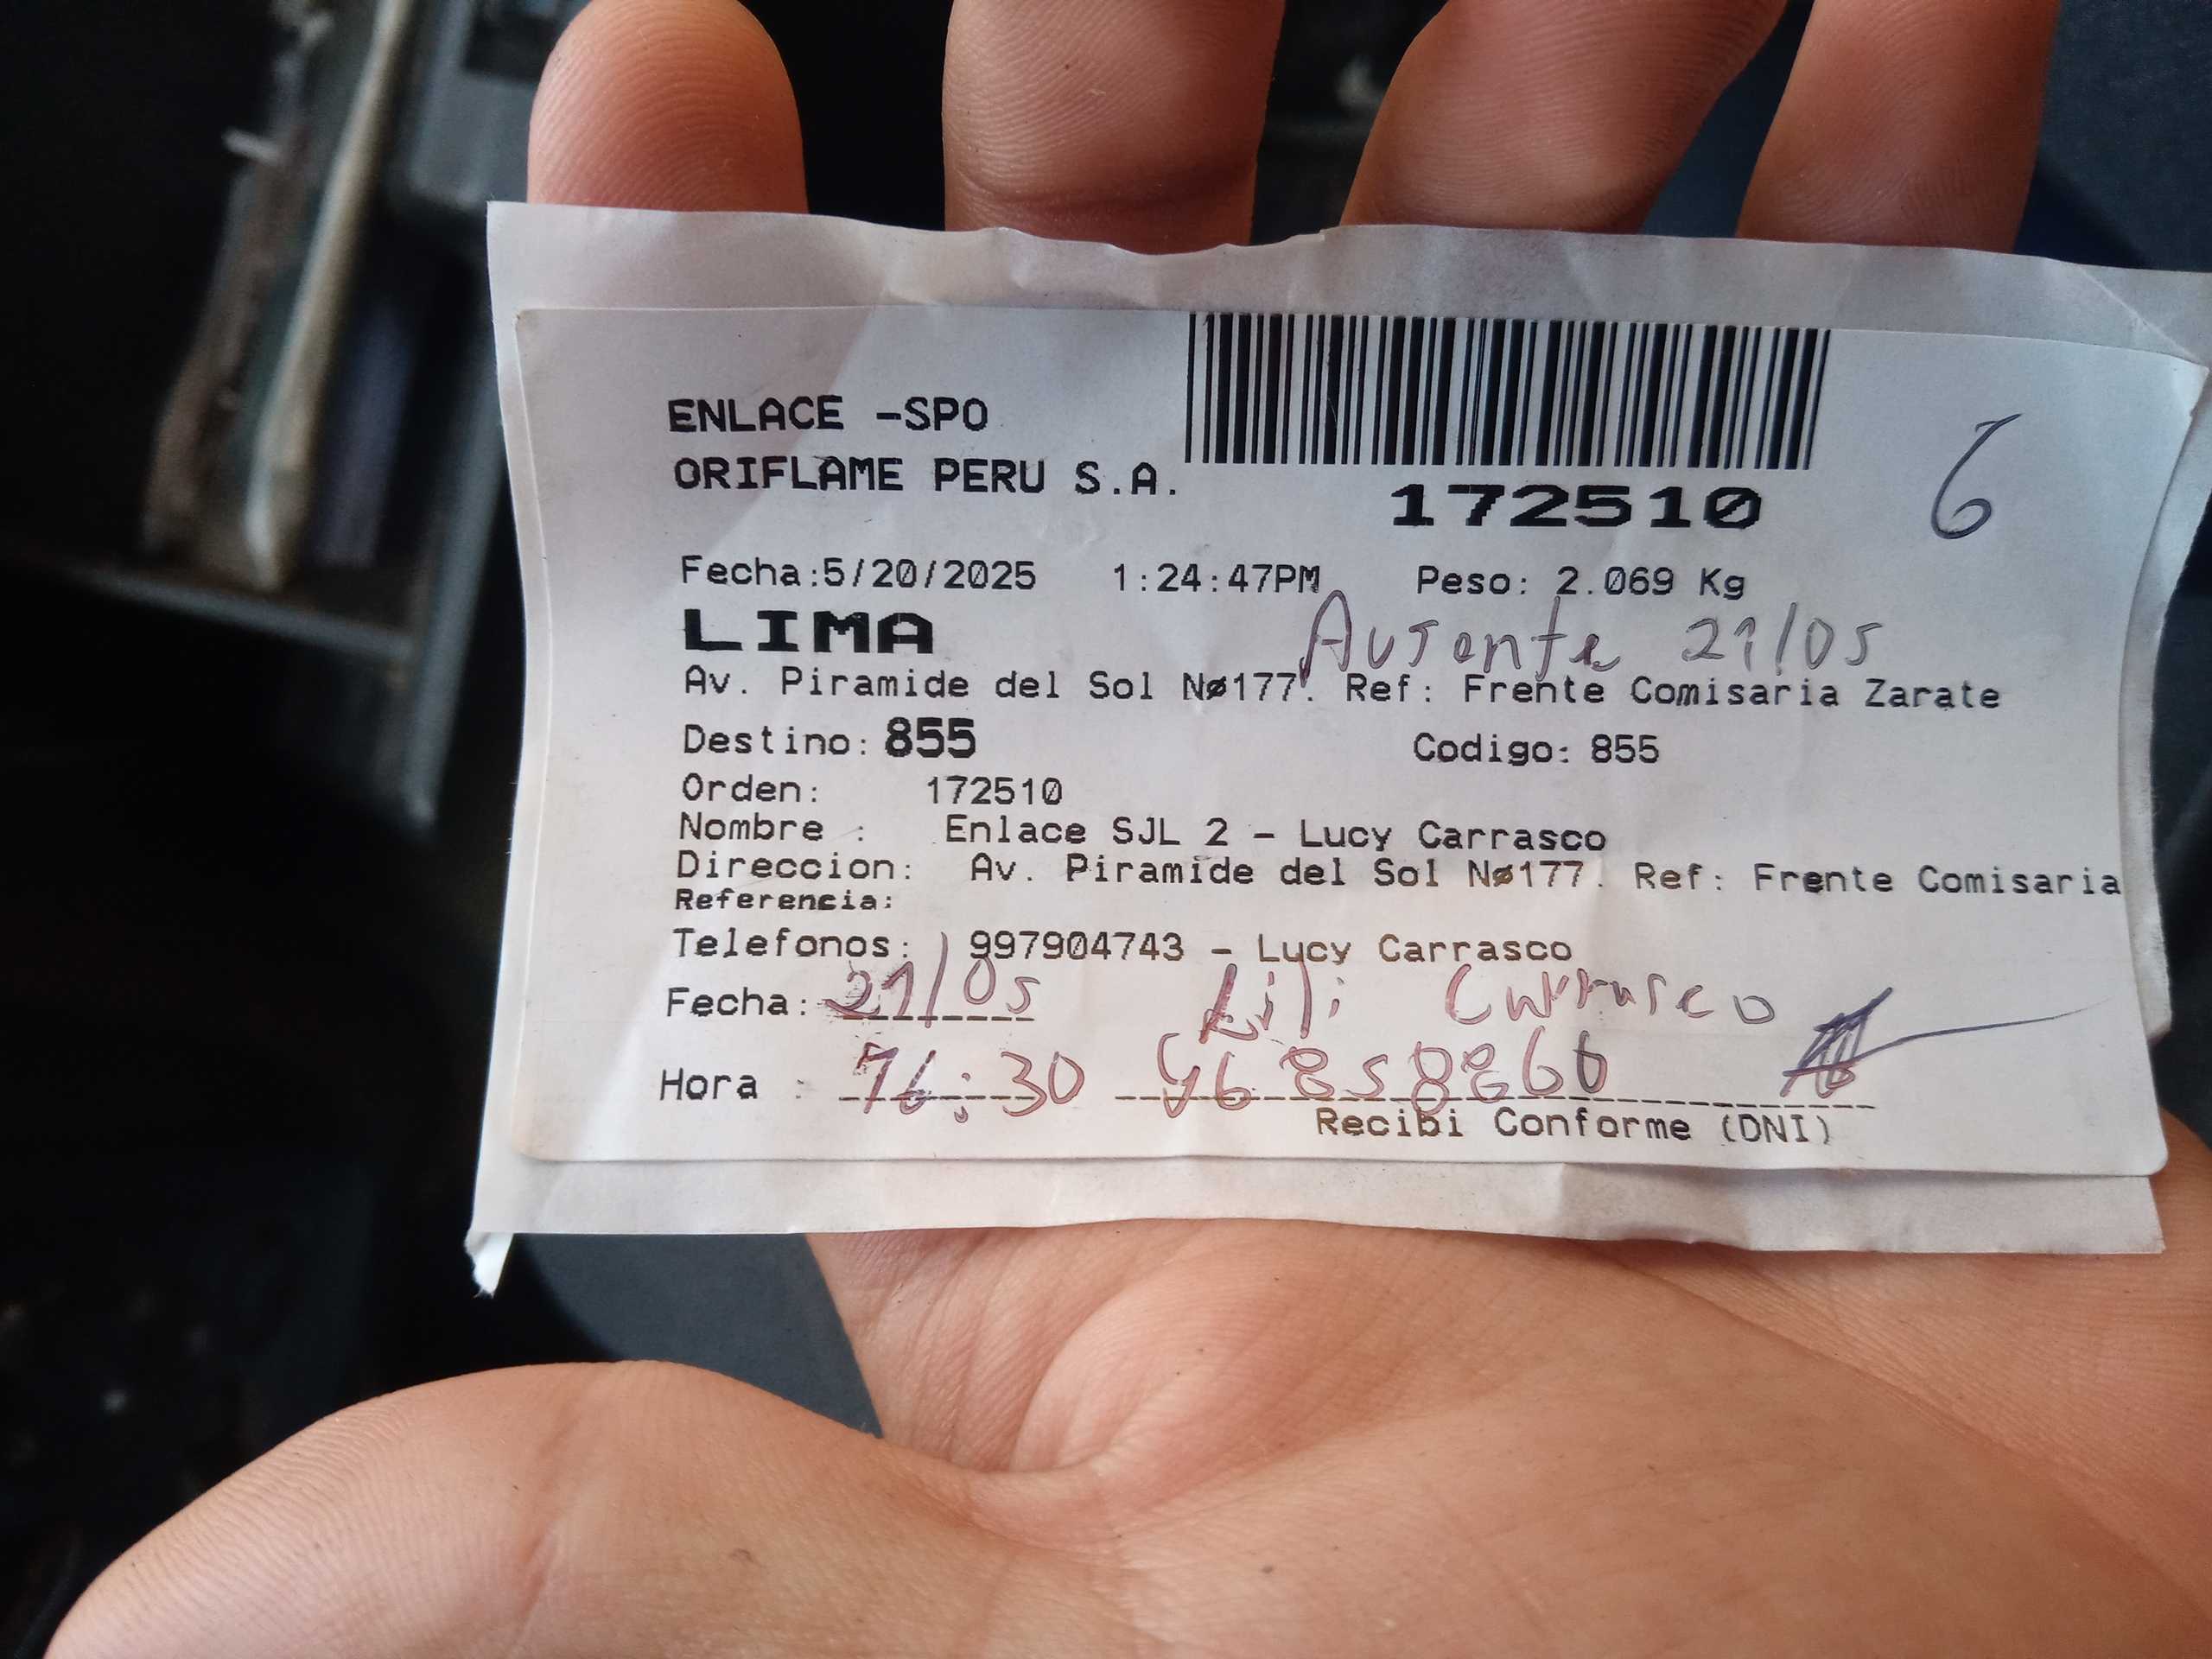 ENLACE -SPO
ORIFLAME PERU S.A.
172510
6
Fecha:5/20/2025 1:24:47PM Peso: 2.069 Kg
LIMA
Ausente 21/05
Av. Piramide del Sol Nø177. Ref: Frente Comisaria Zarate
Destino: 855 Codigo: 855
Orden: 172510
Nombre : Enlace SJL 2 - Lucy Carrasco
Direccion: Av. Piramide del Sol Nø177. Ref: Frente Comisaria
Referencia:
Telefonos: 997904743 - Lucy Carrasco
Fecha: 21/05 Lili Carrasco
Hora : 16:30
Recibi Conforme (DNI)